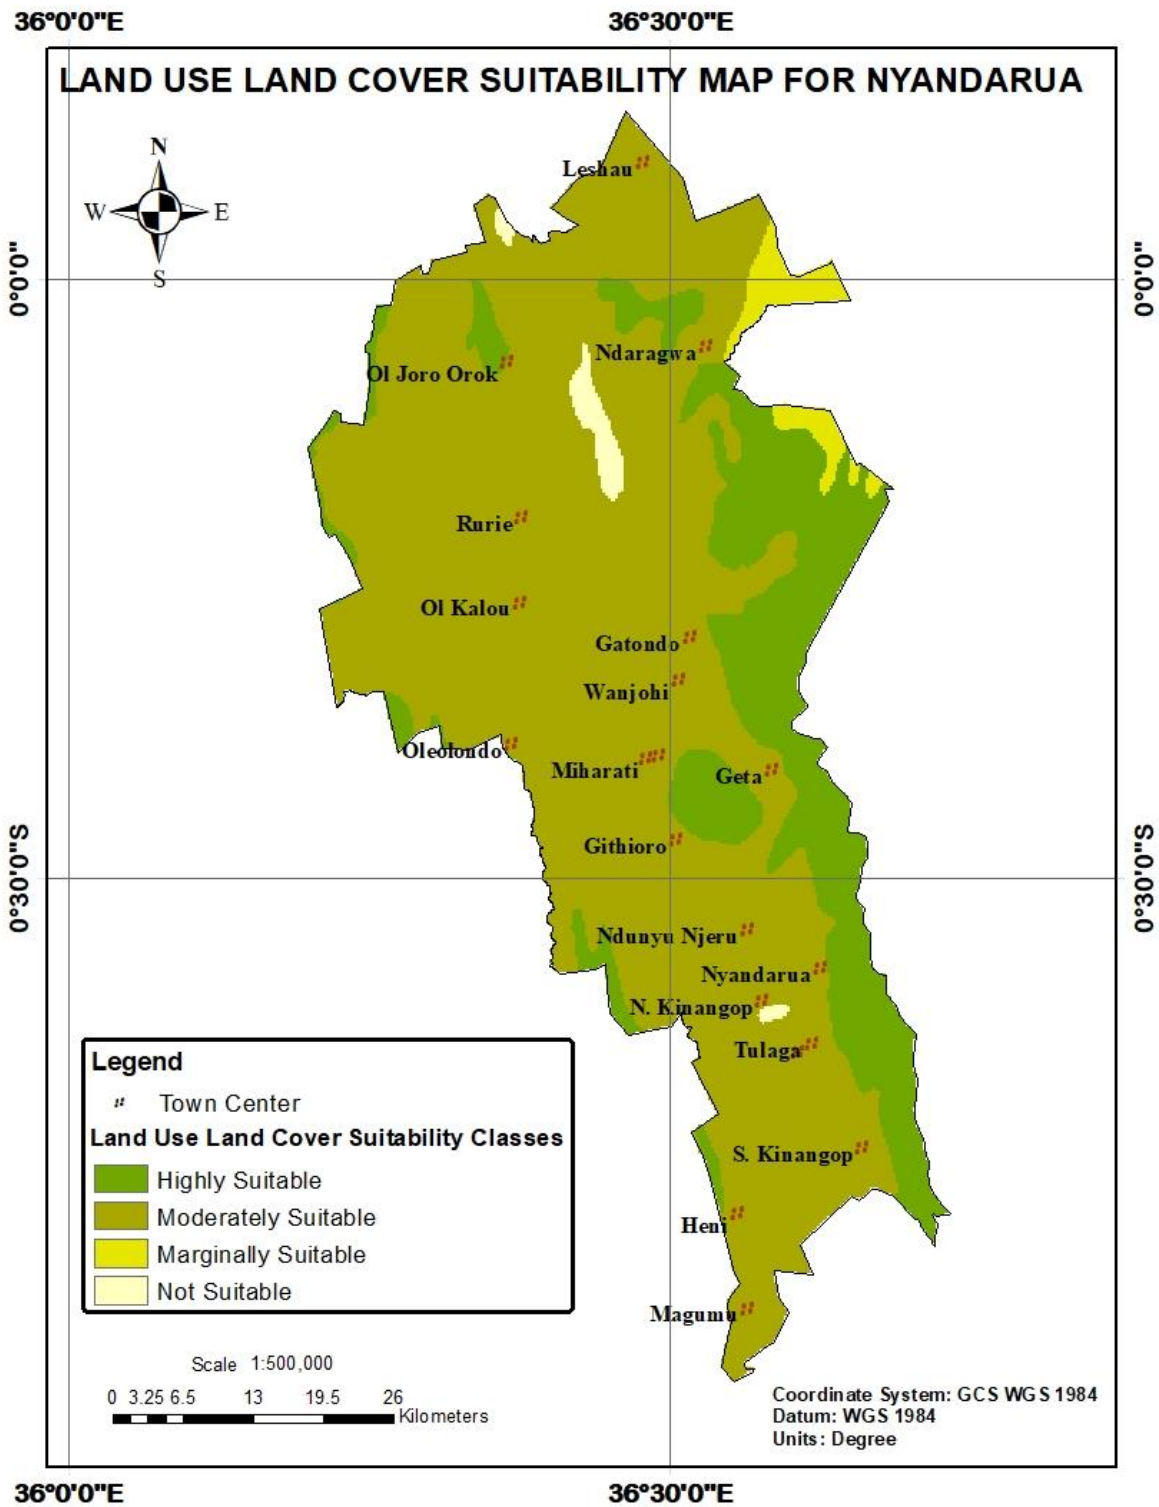 36°0'0"E 36°30'0"E
LAND USE LAND COVER SUITABILITY MAP FOR NYANDARUA
N
W E
S
Leshau
0°0'0" 0°0'0"
Ndaragwa
Ol Joro Orok
Rurie
Ol Kalou
Gatondo
Wanjohi
Oleolondo
Miharati
Geta
Githioro
0°30'0"S 0°30'0"S
Ndunyu Njeru
Nyandarua
N. Kinangop
Tulaga
S. Kinangop
Heni
Magumu
Legend
Town Center
Land Use Land Cover Suitability Classes
Highly Suitable
Moderately Suitable
Marginally Suitable
Not Suitable
Scale 1:500,000
0 3.25 6.5 13 19.5 26
Kilometers
Coordinate System: GCS WGS 1984
Datum: WGS 1984
Units: Degree
36°0'0"E 36°30'0"E